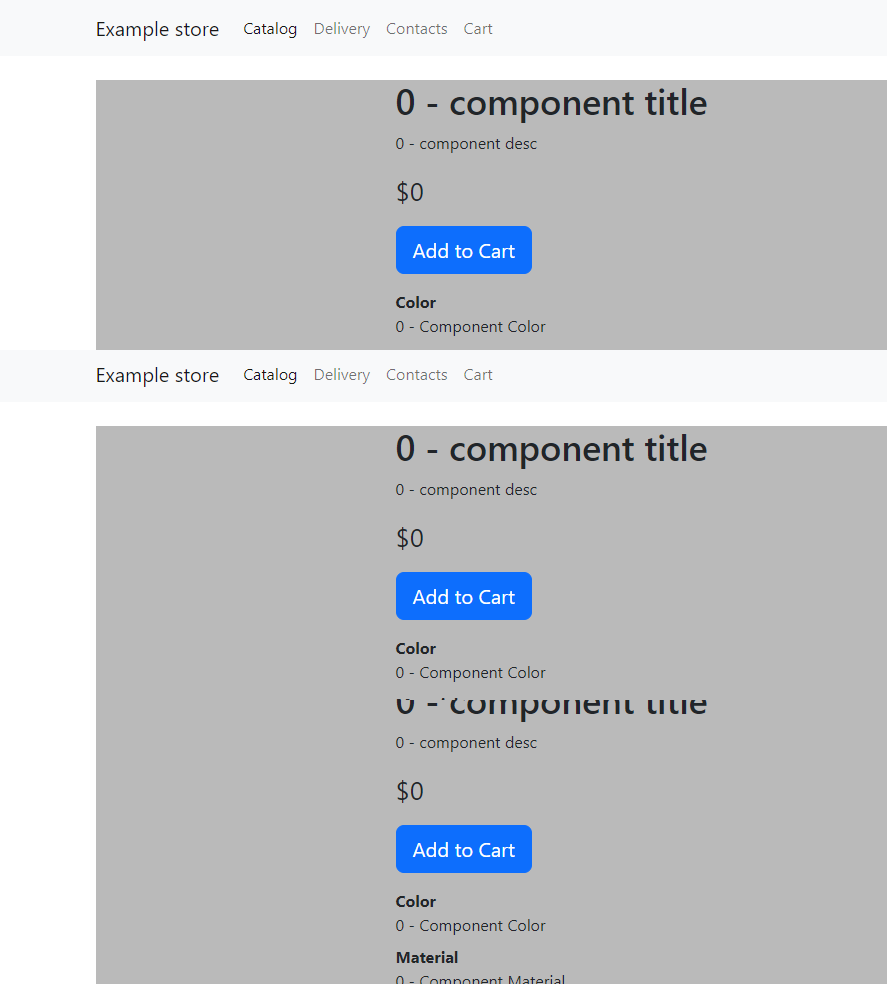 Example store Catalog Delivery Contacts Cart
0 - component title
0 - component desc
$0
Add to Cart
Color
0 - Component Color
Example store Catalog Delivery Contacts Cart
0 - component title
0 - component desc
$0
Add to Cart
Color
0 - Component Color
0 - component title
0 - component desc
$0
Add to Cart
Color
0 - Component Color
Material
0 - Component Material